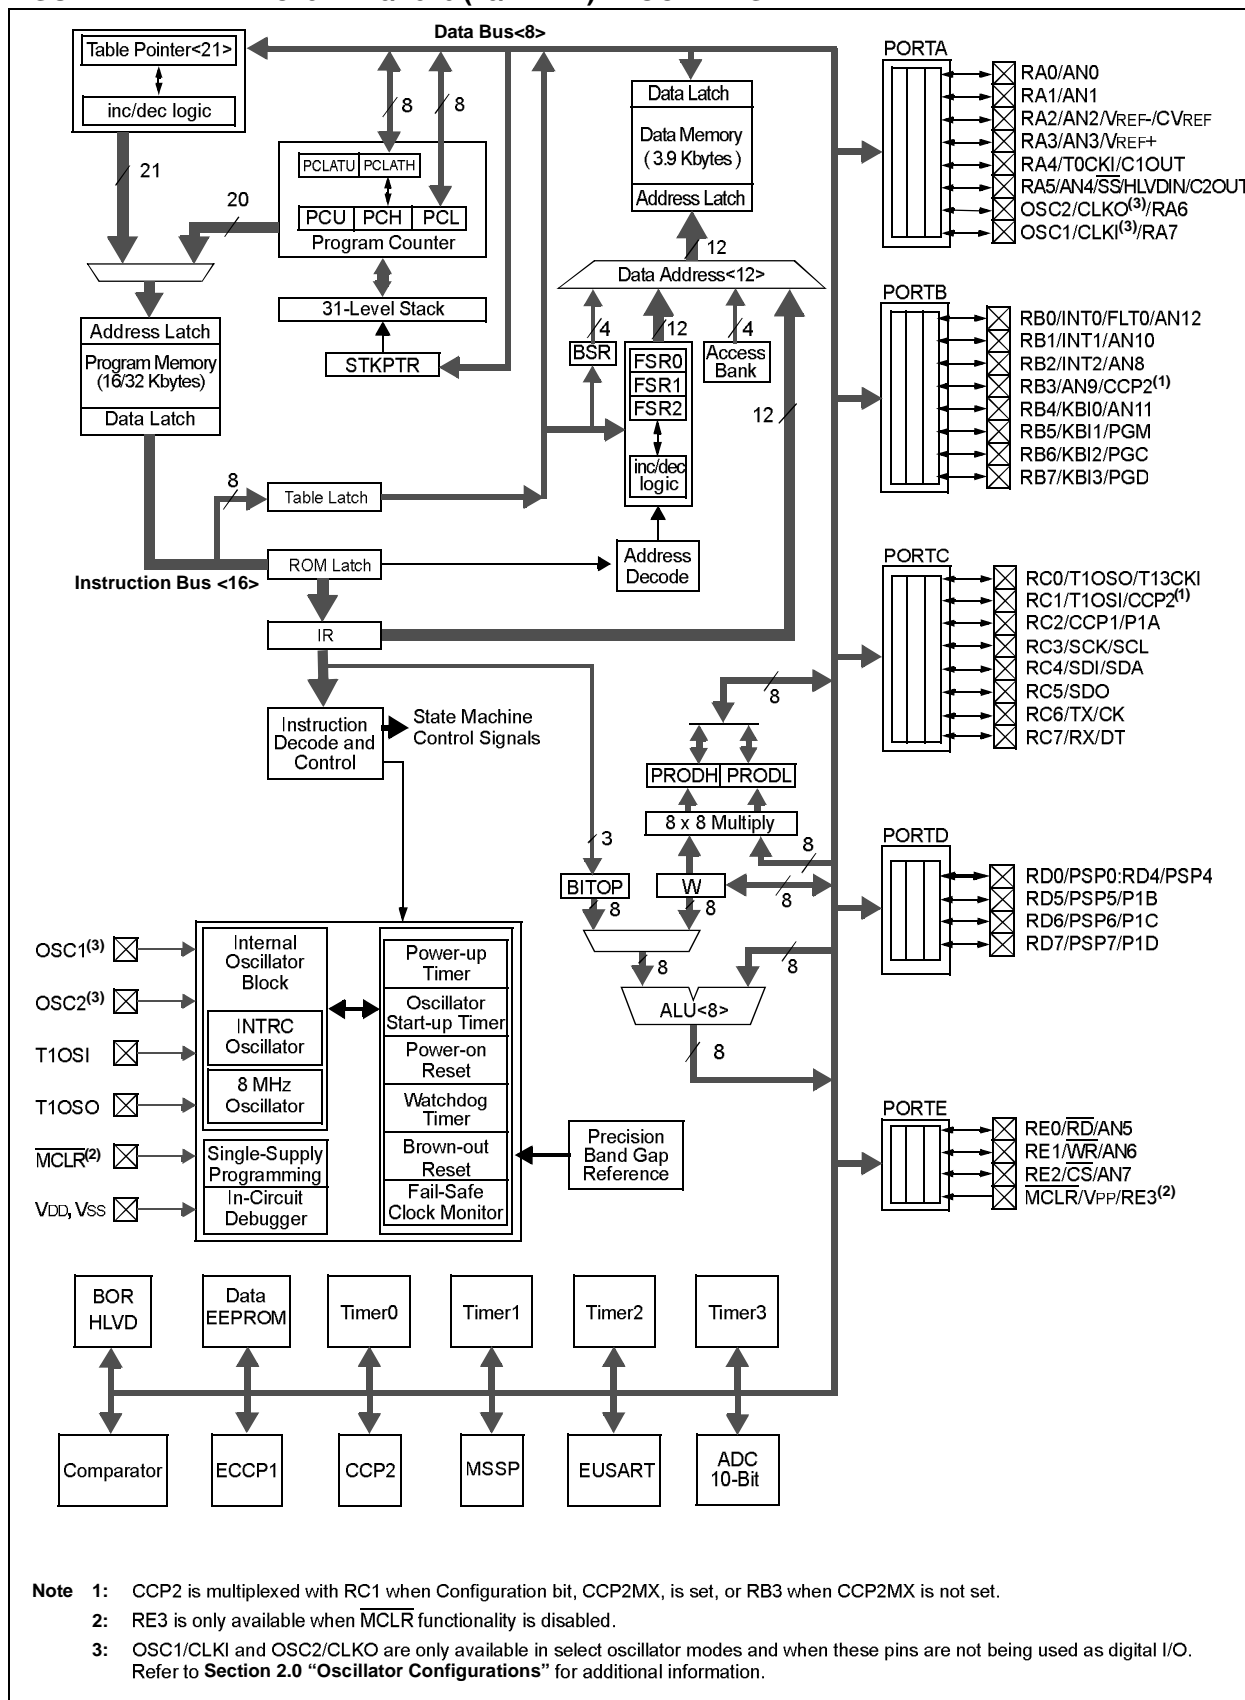 Data Bus<8>
Table Pointer<21>
inc/dec logic
21
20
8
8
PCLATU PCLATH
PCU PCH PCL
Program Counter
31-Level Stack
STKPTR
Data Latch
Data Memory
(3.9 Kbytes)
Address Latch
12
Data Address<12>
4
12
4
BSR
FSR0
FSR1
FSR2
inc/dec
logic
Access
Bank
12
Address Latch
Program Memory
(16/32 Kbytes)
Data Latch
8
Table Latch
ROM Latch
Instruction Bus <16>
Address
Decode
IR
Instruction
Decode and
Control
State Machine
Control Signals
8
PRODH PRODL
8 x 8 Multiply
3
8
BITOP
W
8
8
8
8
8
ALU<8>
8
OSC1(3)
OSC2(3)
T1OSI
T1OSO
MCLR(2)
VDD, VSS
Internal
Oscillator
Block
INTRC
Oscillator
8 MHz
Oscillator
Single-Supply
Programming
In-Circuit
Debugger
Power-up
Timer
Oscillator
Start-up Timer
Power-on
Reset
Watchdog
Timer
Brown-out
Reset
Fail-Safe
Clock Monitor
Precision
Band Gap
Reference
PORTA
RA0/AN0
RA1/AN1
RA2/AN2/VREF-/CVREF
RA3/AN3/VREF+
RA4/T0CKI/C1OUT
RA5/AN4/SS/HLVDIN/C2OUT
OSC2/CLKO(3)/RA6
OSC1/CLKI(3)/RA7
PORTB
RB0/INT0/FLT0/AN12
RB1/INT1/AN10
RB2/INT2/AN8
RB3/AN9/CCP2(1)
RB4/KBI0/AN11
RB5/KBI1/PGM
RB6/KBI2/PGC
RB7/KBI3/PGD
PORTC
RC0/T1OSO/T13CKI
RC1/T1OSI/CCP2(1)
RC2/CCP1/P1A
RC3/SCK/SCL
RC4/SDI/SDA
RC5/SDO
RC6/TX/CK
RC7/RX/DT
PORTD
RD0/PSP0:RD4/PSP4
RD5/PSP5/P1B
RD6/PSP6/P1C
RD7/PSP7/P1D
PORTE
RE0/RD/AN5
RE1/WR/AN6
RE2/CS/AN7
MCLR/VPP/RE3(2)
BOR
HLVD
Data
EEPROM
Timer0
Timer1
Timer2
Timer3
Comparator
ECCP1
CCP2
MSSP
EUSART
ADC
10-Bit
Note 1: CCP2 is multiplexed with RC1 when Configuration bit, CCP2MX, is set, or RB3 when CCP2MX is not set.
2: RE3 is only available when MCLR functionality is disabled.
3: OSC1/CLKI and OSC2/CLKO are only available in select oscillator modes and when these pins are not being used as digital I/O.
Refer to Section 2.0 “Oscillator Configurations” for additional information.